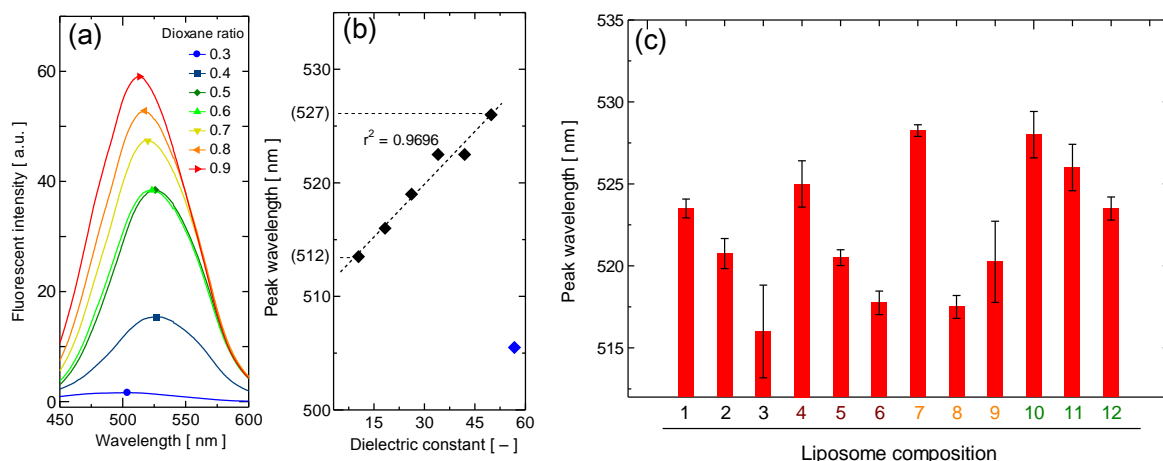 (a)
Dioxane ratio
0.3
0.4
0.5
0.6
0.7
0.8
0.9
60
40
20
0
450
500
550
600
Fluorescent intensity [ a.u. ]
Wavelength [ nm ]
(b)
530
(527)
r² = 0.9696
520
(512)
510
500
15
30
45
60
Peak wavelength [ nm ]
Dielectric constant [ – ]
(c)
535
530
525
520
515
Peak wavelength [ nm ]
1 2 3 4 5 6 7 8 9 10 11 12
Liposome composition